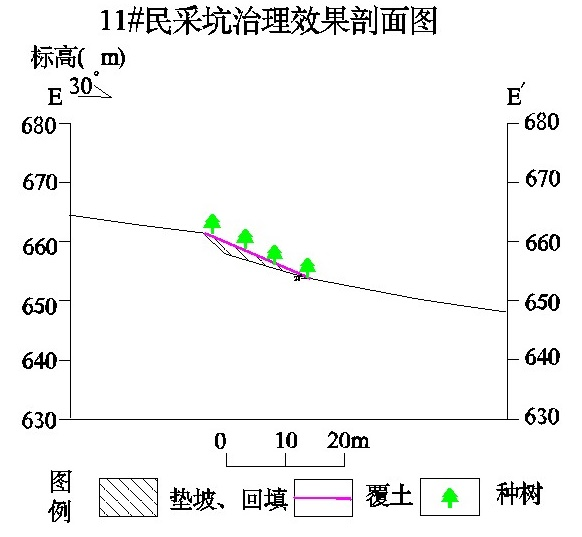 11#民采坑治理效果剖面图
标高( m)
E 30°
E′
680 680
670 670
660 660
650 650
640 640
630 630
0 10 20m
图例 垫坡、回填 覆土 种树